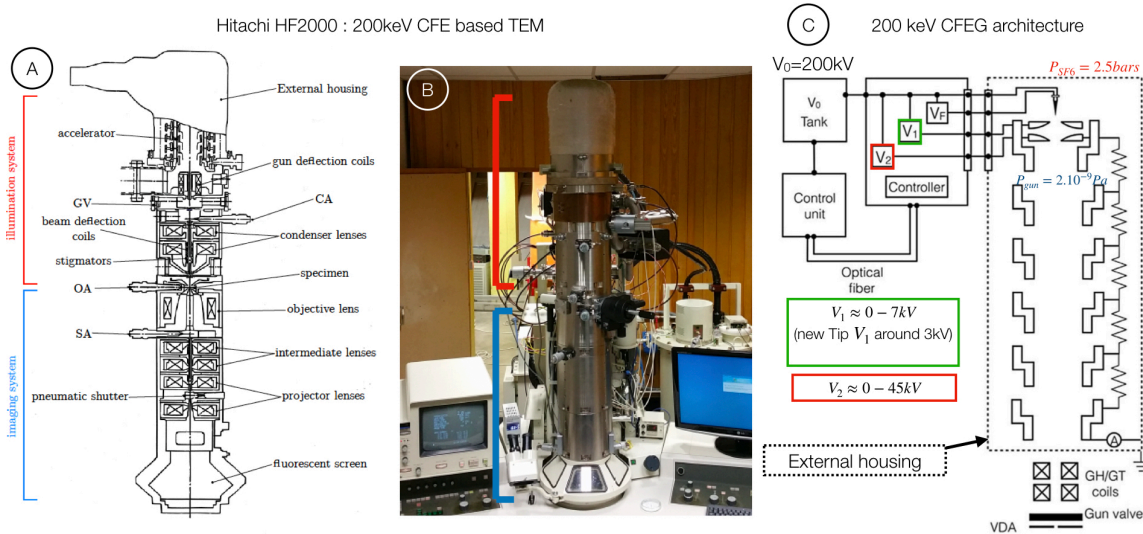 Hitachi HF2000 : 200keV CFE based TEM
A
illumination system
imaging system
External housing
accelerator
gun deflection coils
GV
CA
beam deflection
coils
condenser lenses
stigmators
specimen
OA
objective lens
SA
intermediate lenses
pneumatic shutter
projector lenses
fluorescent screen
B
C
200 keV CFEG architecture
V₀=200kV
P_SF6 = 2.5bars
V₀
Tank
V_F
V₁
V₂
P_gun = 2.10⁻⁹Pa
Controller
Control
unit
Optical
fiber
V₁ ≈ 0 − 7kV
(new Tip V₁ around 3kV)
V₂ ≈ 0 − 45kV
A
External housing
GH/GT
coils
Gun valve
VDA